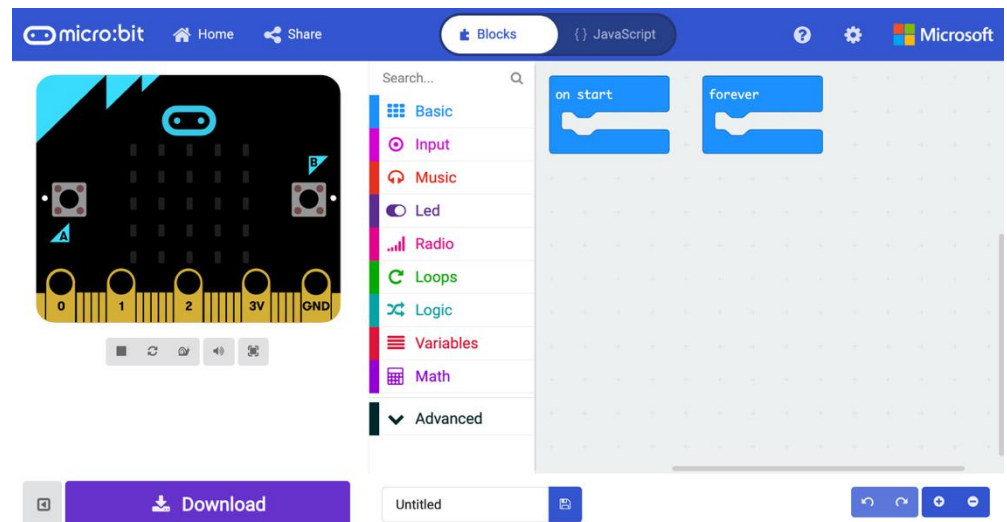 micro:bit Home Share Blocks {} JavaScript ? Microsoft
Search...
Basic
Input
Music
Led
Radio
Loops
Logic
Variables
Math
Advanced
on start
forever
A
B
0 1 2 3V GND
Download
Untitled